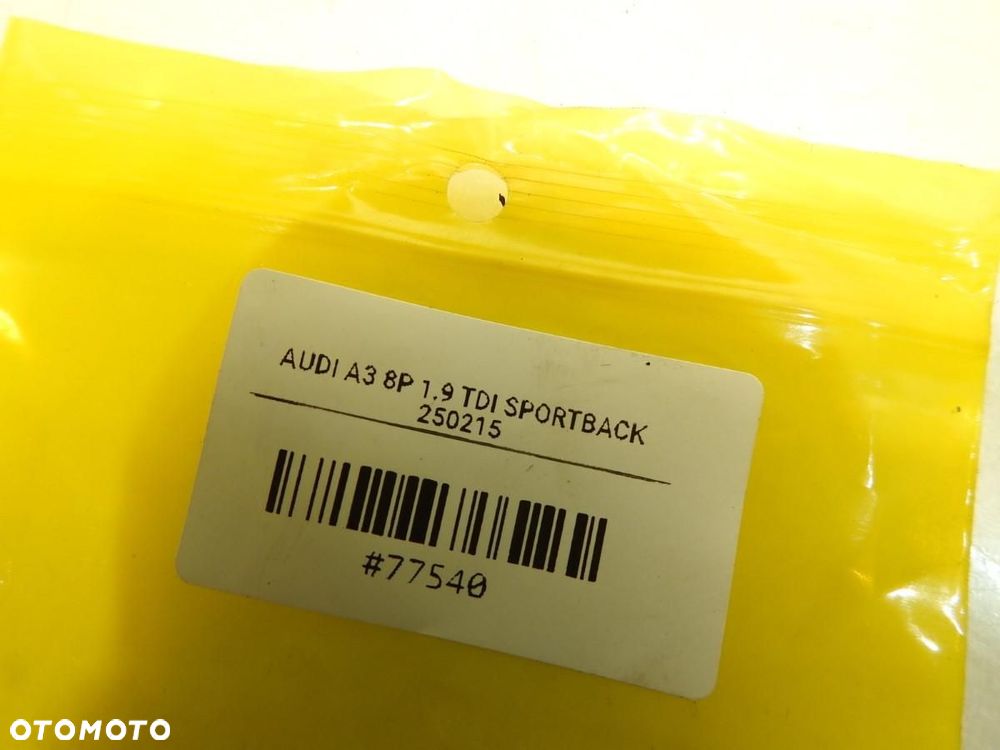 AUDI A3 8P 1.9 TDI SPORTBACK
250215
#77540
OTOMOTO